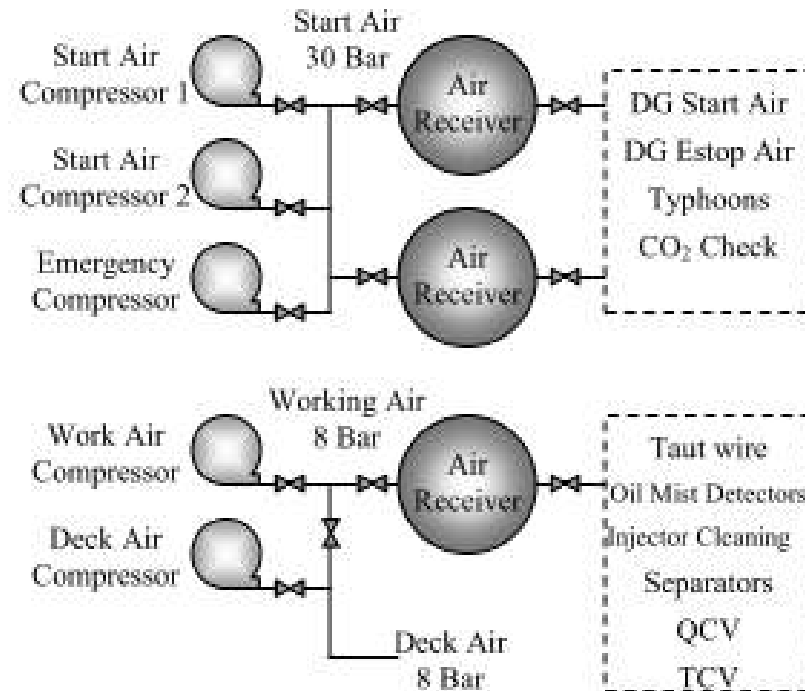 Start Air
Compressor 1
Start Air
30 Bar
Air
Receiver
DG Start Air
DG Estop Air
Typhoons
CO₂ Check
Start Air
Compressor 2
Emergency
Compressor
Air
Receiver
Work Air
Compressor
Working Air
8 Bar
Air
Receiver
Taut wire
Oil Mist Detectors
Injector Cleaning
Separators
QCV
TCV
Deck Air
Compressor
Deck Air
8 Bar